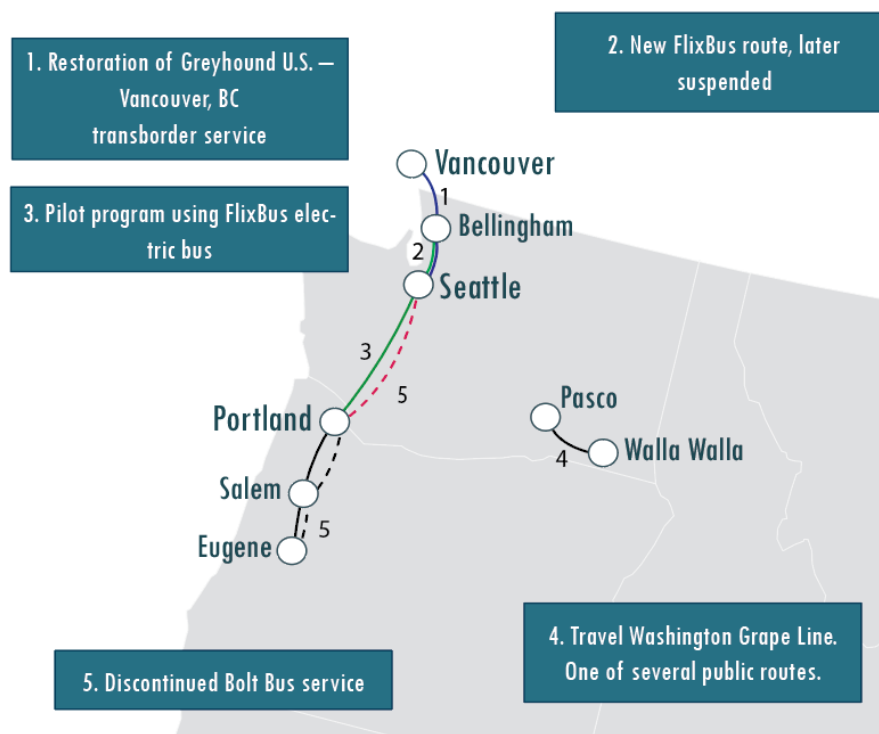 1. Restoration of Greyhound U.S. –
Vancouver, BC
transborder service
2. New FlixBus route, later
suspended
3. Pilot program using FlixBus elec-
tric bus
Vancouver
1
Bellingham
2
Seattle
3
5
Portland
Pasco
4
Walla Walla
Salem
5
Eugene
4. Travel Washington Grape Line.
One of several public routes.
5. Discontinued Bolt Bus service